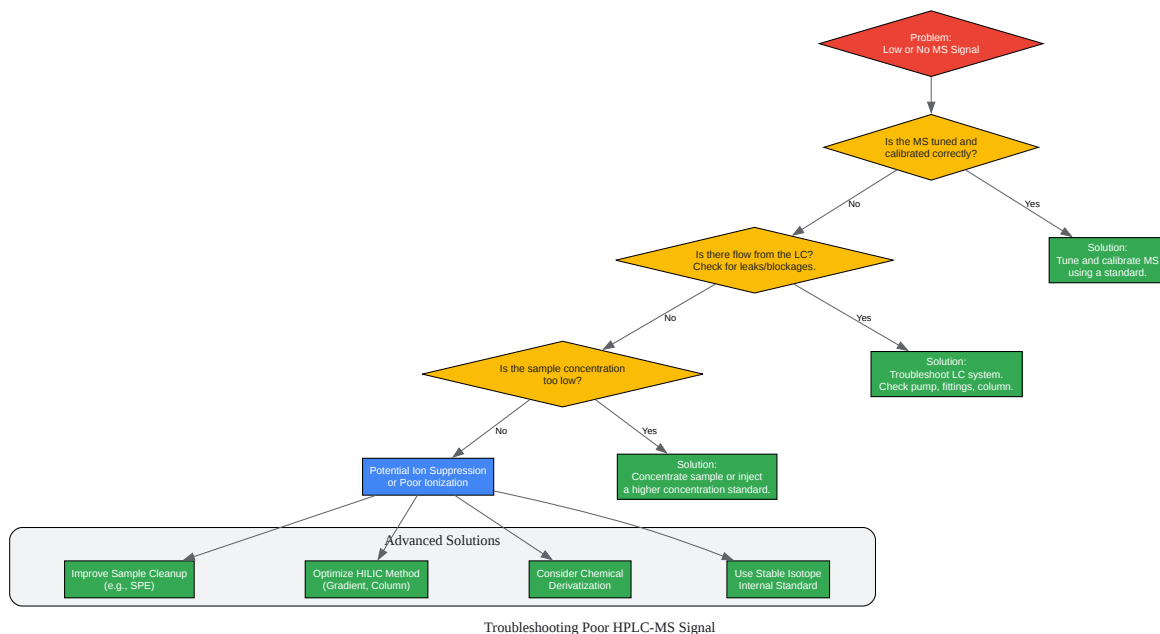 Problem:
Low or No MS Signal
Is the MS tuned and
calibrated correctly?
No
Yes
Is there flow from the LC?
Check for leaks/blockages.
Solution:
Tune and calibrate MS
using a standard.
No
Yes
Is the sample concentration
too low?
Solution:
Troubleshoot LC system.
Check pump, fittings, column.
No
Yes
Potential Ion Suppression
or Poor Ionization
Solution:
Concentrate sample or inject
a higher concentration standard.
Advanced Solutions
Improve Sample Cleanup
(e.g., SPE)
Optimize HILIC Method
(Gradient, Column)
Consider Chemical
Derivatization
Use Stable Isotope
Internal Standard
Troubleshooting Poor HPLC-MS Signal